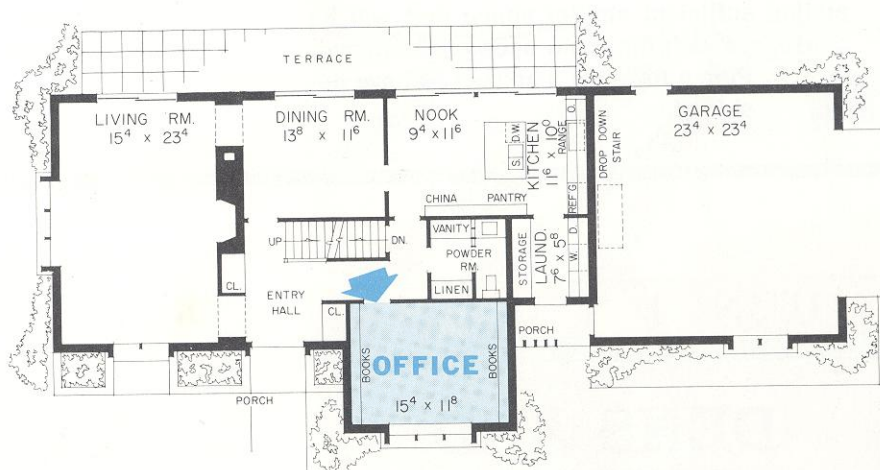 TERRACE
LIVING RM.
15⁴ x 23⁴
DINING RM.
13⁸ x 11⁶
NOOK
9⁴ x 11⁶
S.
D.W.
KITCHEN
11⁶ x 10⁰
RANGE
O.
REF'G.
DROP DOWN
STAIR
GARAGE
23⁴ x 23⁴
CHINA
PANTRY
UP
DN.
VANITY
POWDER
RM.
LINEN
STORAGE
LAUND.
7⁶ x 5⁸
W.
D.
CL.
ENTRY
HALL
CL.
PORCH
BOOKS
OFFICE
BOOKS
15⁴ x 11⁸
PORCH